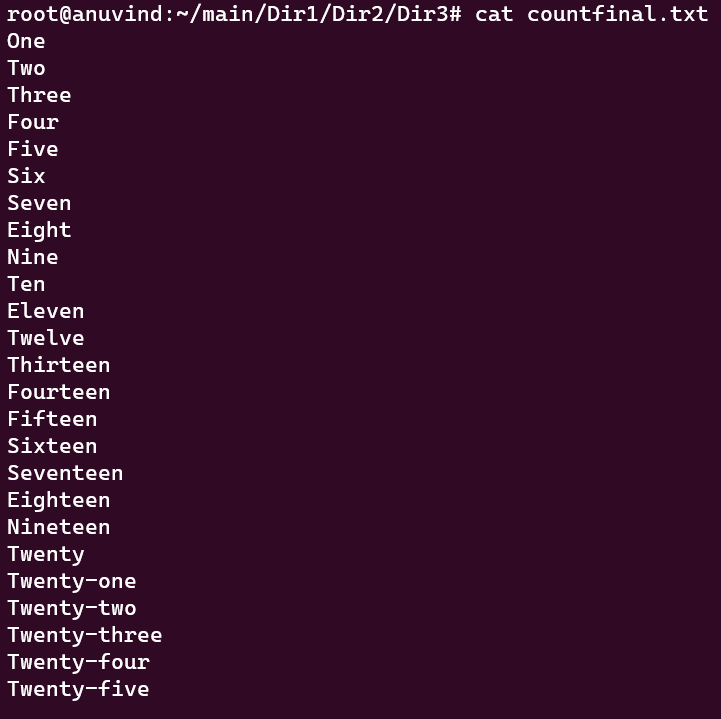 root@anuvind:~/main/Dir1/Dir2/Dir3# cat countfinal.txt
One
Two
Three
Four
Five
Six
Seven
Eight
Nine
Ten
Eleven
Twelve
Thirteen
Fourteen
Fifteen
Sixteen
Seventeen
Eighteen
Nineteen
Twenty
Twenty-one
Twenty-two
Twenty-three
Twenty-four
Twenty-five